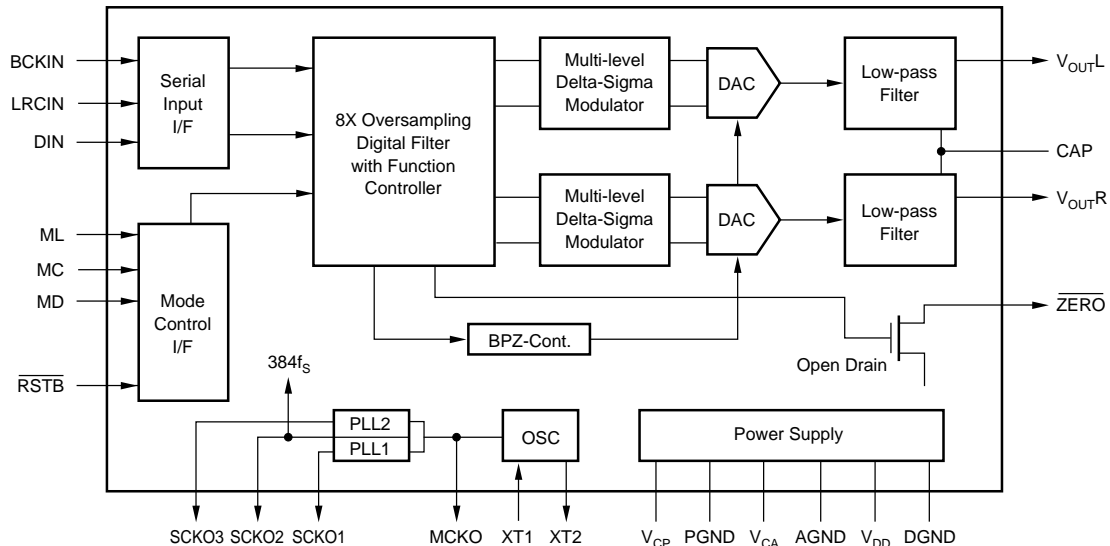 BCKIN
LRCIN
DIN
Serial
Input
I/F
8X Oversampling
Digital Filter
with Function
Controller
Multi-level
Delta-Sigma
Modulator
DAC
Low-pass
Filter
VOUTL
CAP
Multi-level
Delta-Sigma
Modulator
DAC
Low-pass
Filter
VOUTR
ML
MC
MD
RSTB
Mode
Control
I/F
BPZ-Cont.
Open Drain
ZERO
384fS
PLL2
PLL1
OSC
Power Supply
SCKO3
SCKO2
SCKO1
MCKO
XT1
XT2
VCP
PGND
VCA
AGND
VDD
DGND